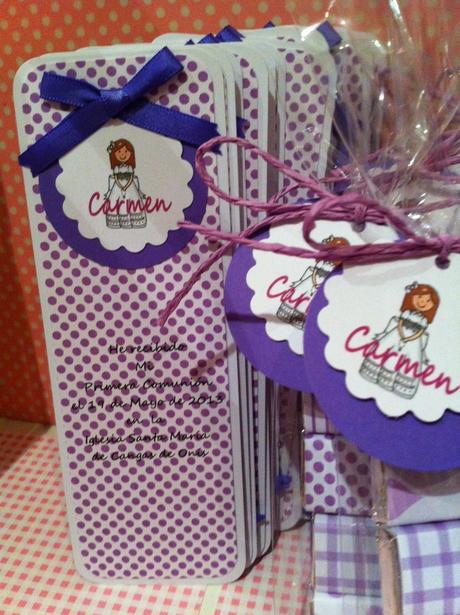 Carmen
He recibido
Mi
Primera Comunión
el 19 de Mayo de 2013
en la
Iglesia Santa María
de Cangas de Onís
Carmen
Carmen